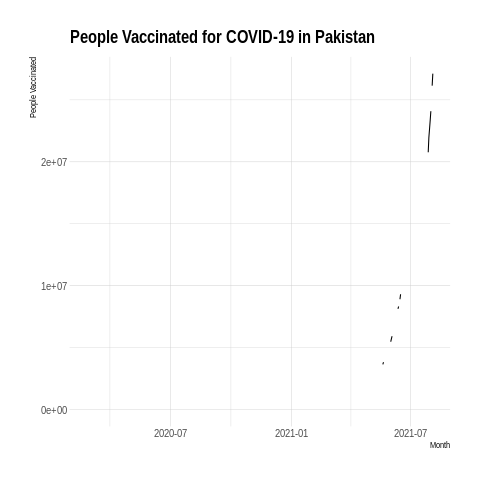 People Vaccinated for COVID-19 in Pakistan
People Vaccinated
2e+07
1e+07
0e+00
2020-07
2021-01
2021-07
Month